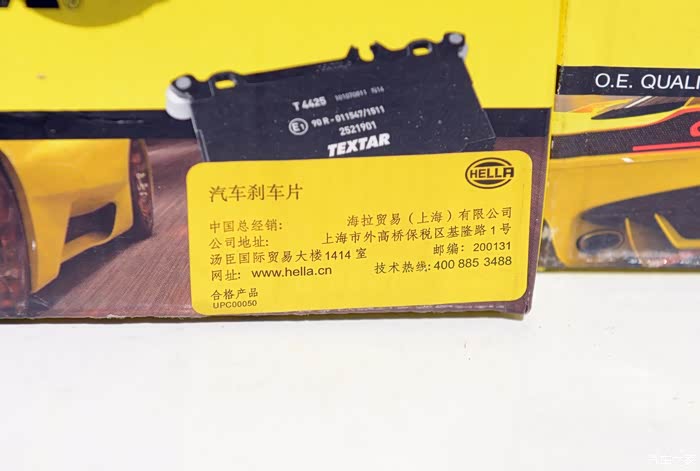 O.E. QUALI
T 4425 101070811 N14
E1 90 R - 011547/1511
2521901
TEXTAR
HELLA
汽车刹车片
中国总经销: 海拉贸易（上海）有限公司
公司地址: 上海市外高桥保税区基隆路1号
汤臣国际贸易大楼1414 室 邮编: 200131
网址: www.hella.cn 技术热线: 400 885 3488
合格产品
UPC00050